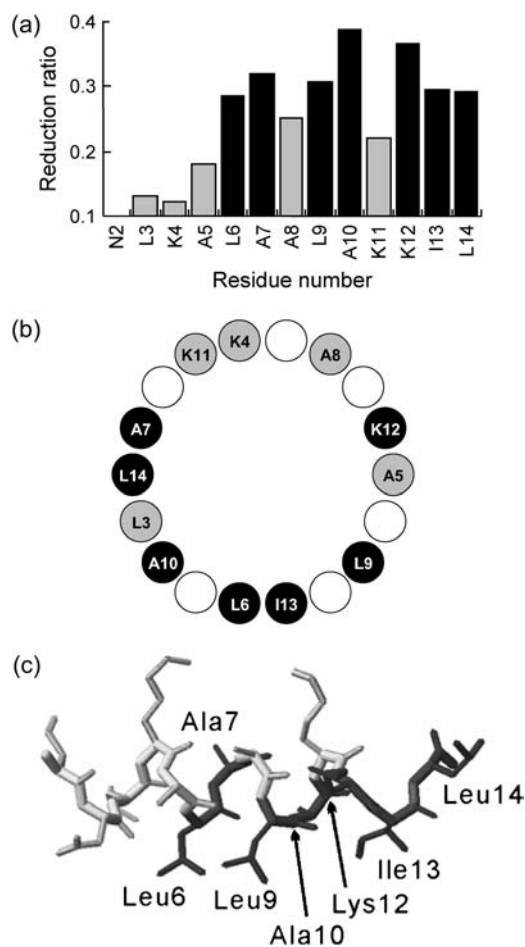 (a)
Reduction ratio
0.4
0.3
0.2
0.1
N2
L3
K4
A5
L6
A7
A8
L9
A10
K11
K12
I13
L14
Residue number
(b)
K11
K4
A8
A7
K12
L14
A5
L3
A10
L9
L6
I13
(c)
Ala7
Leu14
Ile13
Leu6
Leu9
Lys12
Ala10